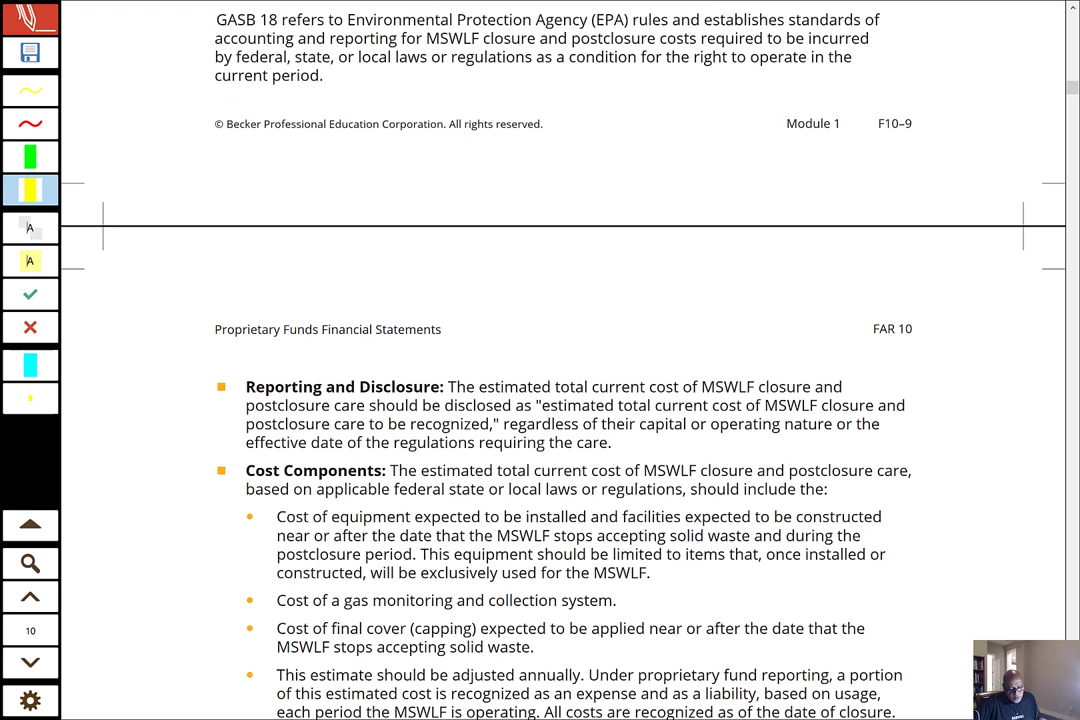 GASB 18 refers to Environmental Protection Agency (EPA) rules and establishes standards of
accounting and reporting for MSWLF closure and postclosure costs required to be incurred
by federal, state, or local laws or regulations as a condition for the right to operate in the
current period.
© Becker Professional Education Corporation. All rights reserved.
Module 1 F10–9
Proprietary Funds Financial Statements
FAR 10
Reporting and Disclosure: The estimated total current cost of MSWLF closure and
postclosure care should be disclosed as "estimated total current cost of MSWLF closure and
postclosure care to be recognized," regardless of their capital or operating nature or the
effective date of the regulations requiring the care.
Cost Components: The estimated total current cost of MSWLF closure and postclosure care,
based on applicable federal state or local laws or regulations, should include the:
Cost of equipment expected to be installed and facilities expected to be constructed
near or after the date that the MSWLF stops accepting solid waste and during the
postclosure period. This equipment should be limited to items that, once installed or
constructed, will be exclusively used for the MSWLF.
Cost of a gas monitoring and collection system.
Cost of final cover (capping) expected to be applied near or after the date that the
MSWLF stops accepting solid waste.
This estimate should be adjusted annually. Under proprietary fund reporting, a portion
of this estimated cost is recognized as an expense and as a liability, based on usage,
each period the MSWLF is operating. All costs are recognized as of the date of closure.
A
A
10